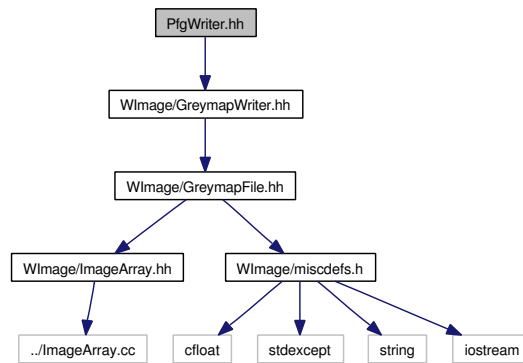 PfgWriter.hh
WImage/GreymapWriter.hh
WImage/GreymapFile.hh
WImage/ImageArray.hh
WImage/miscdefs.h
../ImageArray.cc
cfloat
stdexcept
string
iostream